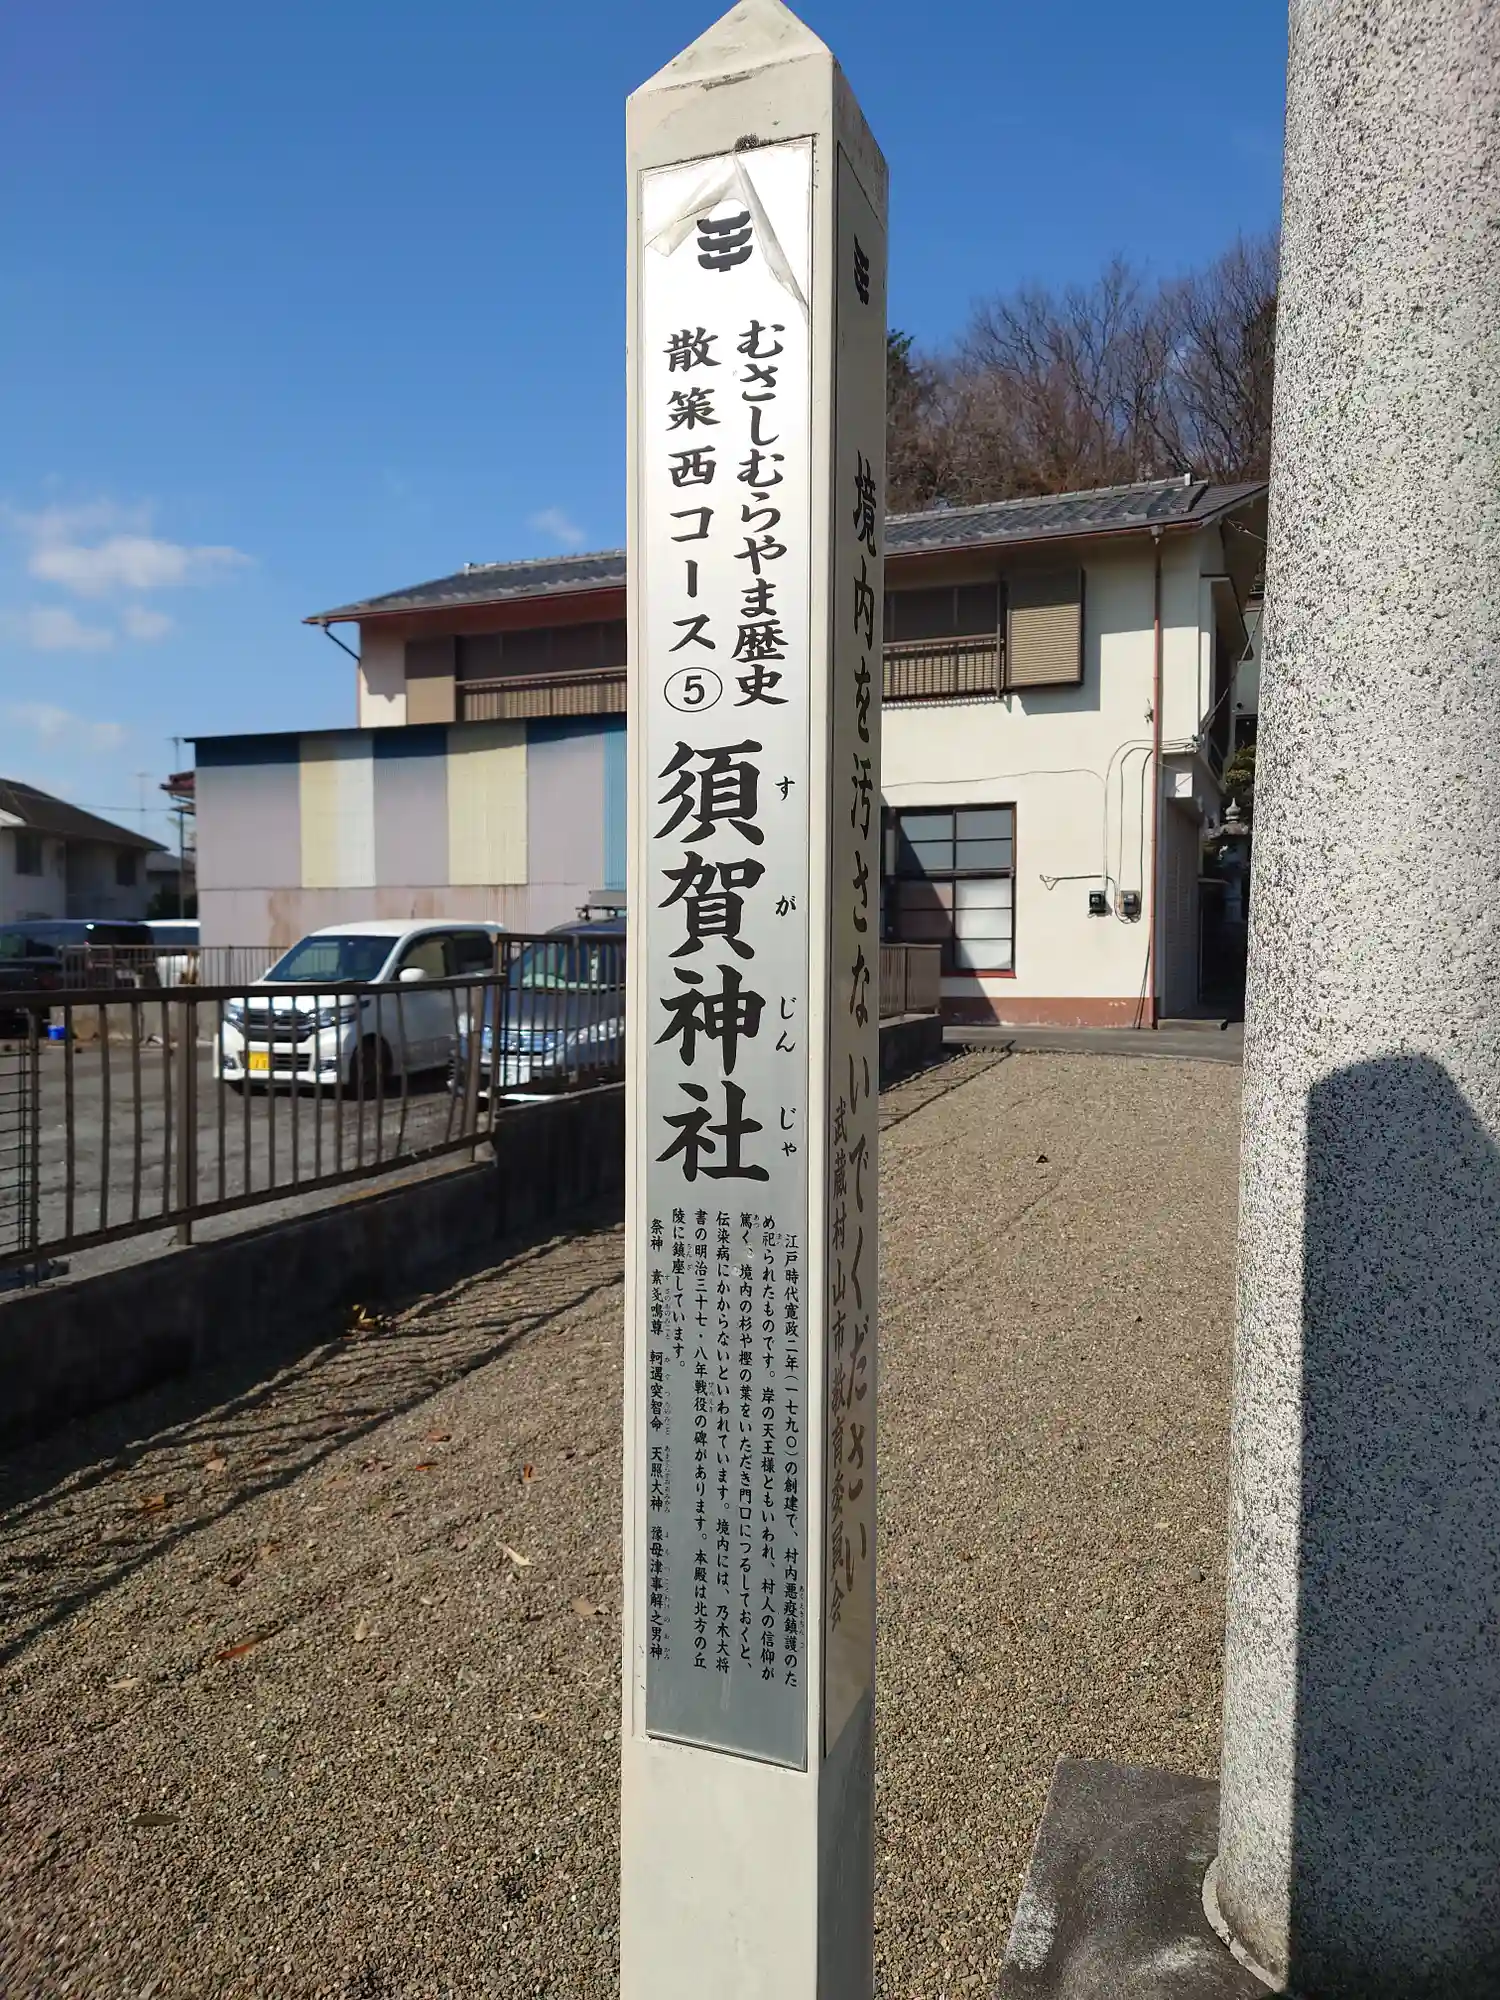 むさしむらやま歴史
散策西コース⑤
須賀神社
すがじんじゃ
江戸時代寛政二年(一七九〇)の創建で、村内悪疫鎮護のた
め祀られたものです。岸の天王様ともいわれ、村人の信仰が
篤く、境内の杉や樫の葉をいただき門口につるしておくと、
伝染病にかからないといわれています。境内には、乃木大将
書の明治三十七・八年戦役の碑があります。本殿は北方の丘
陵に鎮座しています。
祭神 素戔嗚尊 軻遇突智命 天照大神 豫母津事解之男神
境内を汚さないでください
武蔵村山市教育委員会